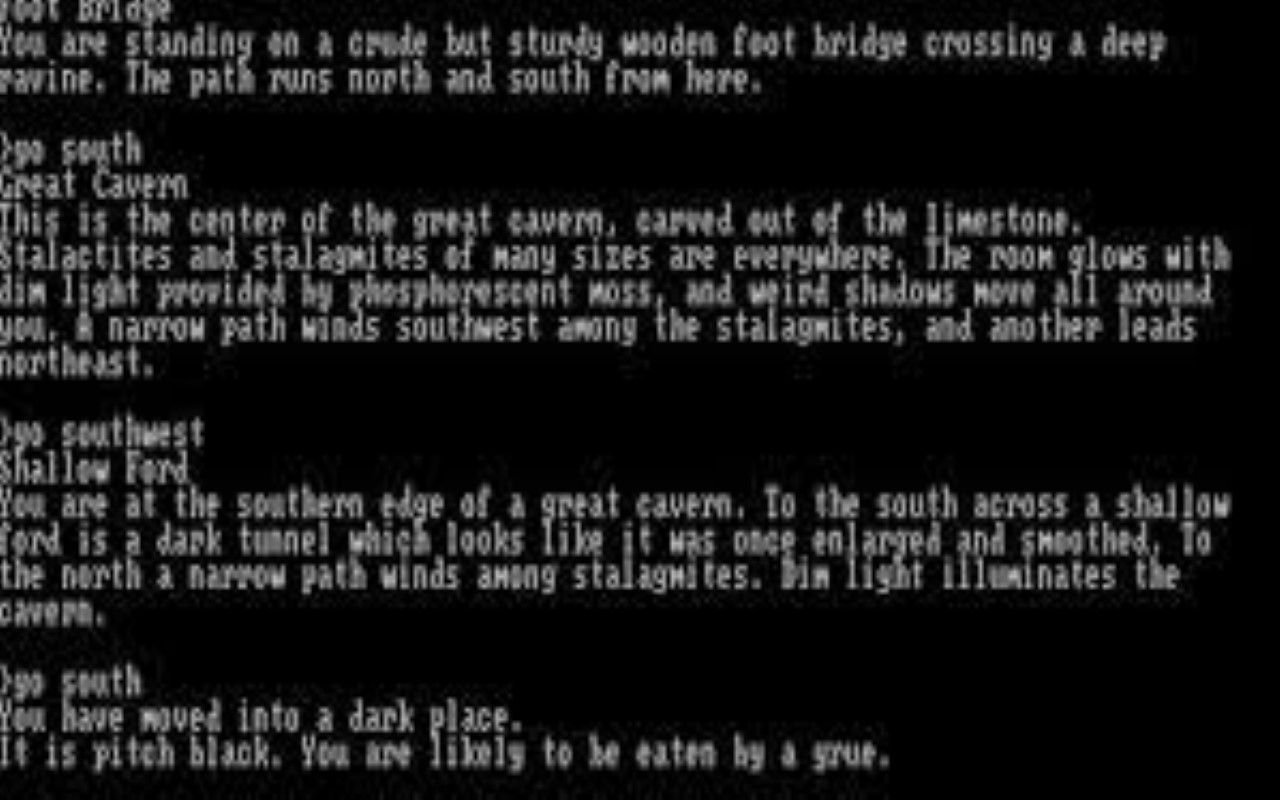 Foot Bridge
You are standing on a crude but sturdy wooden foot bridge crossing a deep
ravine. The path runs north and south from here.
>go south
Great Cavern
This is the center of the great cavern, carved out of the limestone.
Stalactites and stalagmites of many sizes are everywhere. The room glows with
dim light provided by phosphorescent moss, and weird shadows move all around
you. A narrow path winds southwest among the stalagmites, and another leads
northeast.
>go southwest
Shallow Ford
You are at the southern edge of a great cavern. To the south across a shallow
ford is a dark tunnel which looks like it was once enlarged and smoothed. To
the north a narrow path winds among stalagmites. Dim light illuminates the
cavern.
>go south
You have moved into a dark place.
It is pitch black. You are likely to be eaten by a grue.